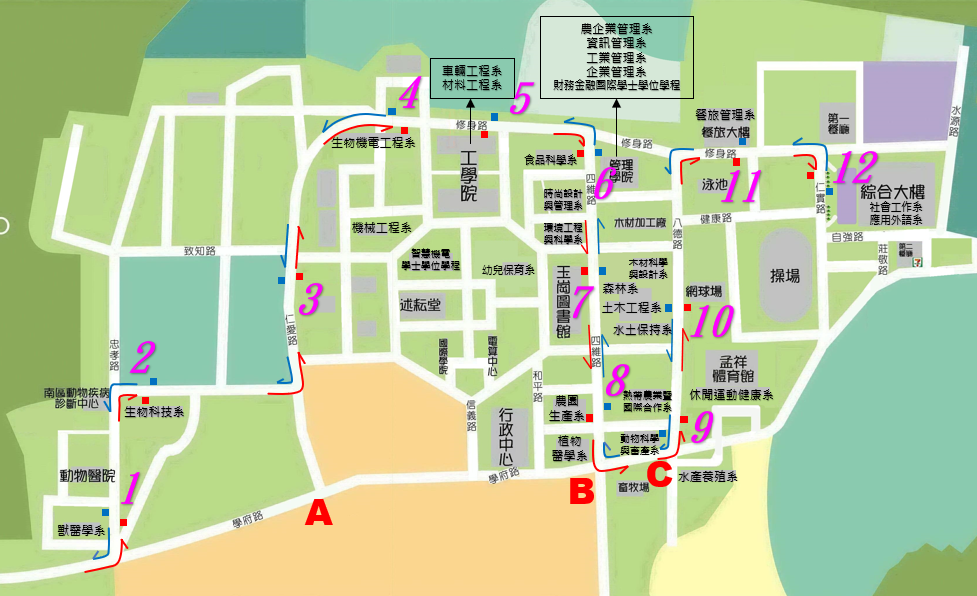 農企業管理系
資訊管理系
工業管理系
企業管理系
財務金融國際學士學位學程
車輛工程系
材料工程系
4
5
修身路
生物機電工程系
工學院
食品科學系
6
管理
學院
修身路
餐旅管理系
餐旅大樓
修身路
第一
餐廳
水源路
泳池
11
12
仁實路
綜合大樓
社會工作系
應用外語系
四維路
時尚設計
與管理系
木材加工廠
八德路
健康路
機械工程系
環境工程
與科學系
自強路
莊敬路
第二
餐廳
7
致知路
智慧機電
學士學位學程
幼兒保育系
玉崗圖書館
7
木材科學
與設計系
森林系
土木工程系
水土保持系
網球場
10
操場
3
仁愛路
述耘堂
忠孝路
2
國際學院
電算中心
四維路
8
孟祥
體育館
休閒運動健康系
南區動物疾病
診斷中心
生物科技系
信義路
和平路
行政中心
農園
生產系
熱帶農業暨
國際合作系
9
植物
醫學系
動物科學
與畜產系
動物醫院
1
獸醫學系
學府路
A
學府路
B
畜牧場
C
水產養殖系